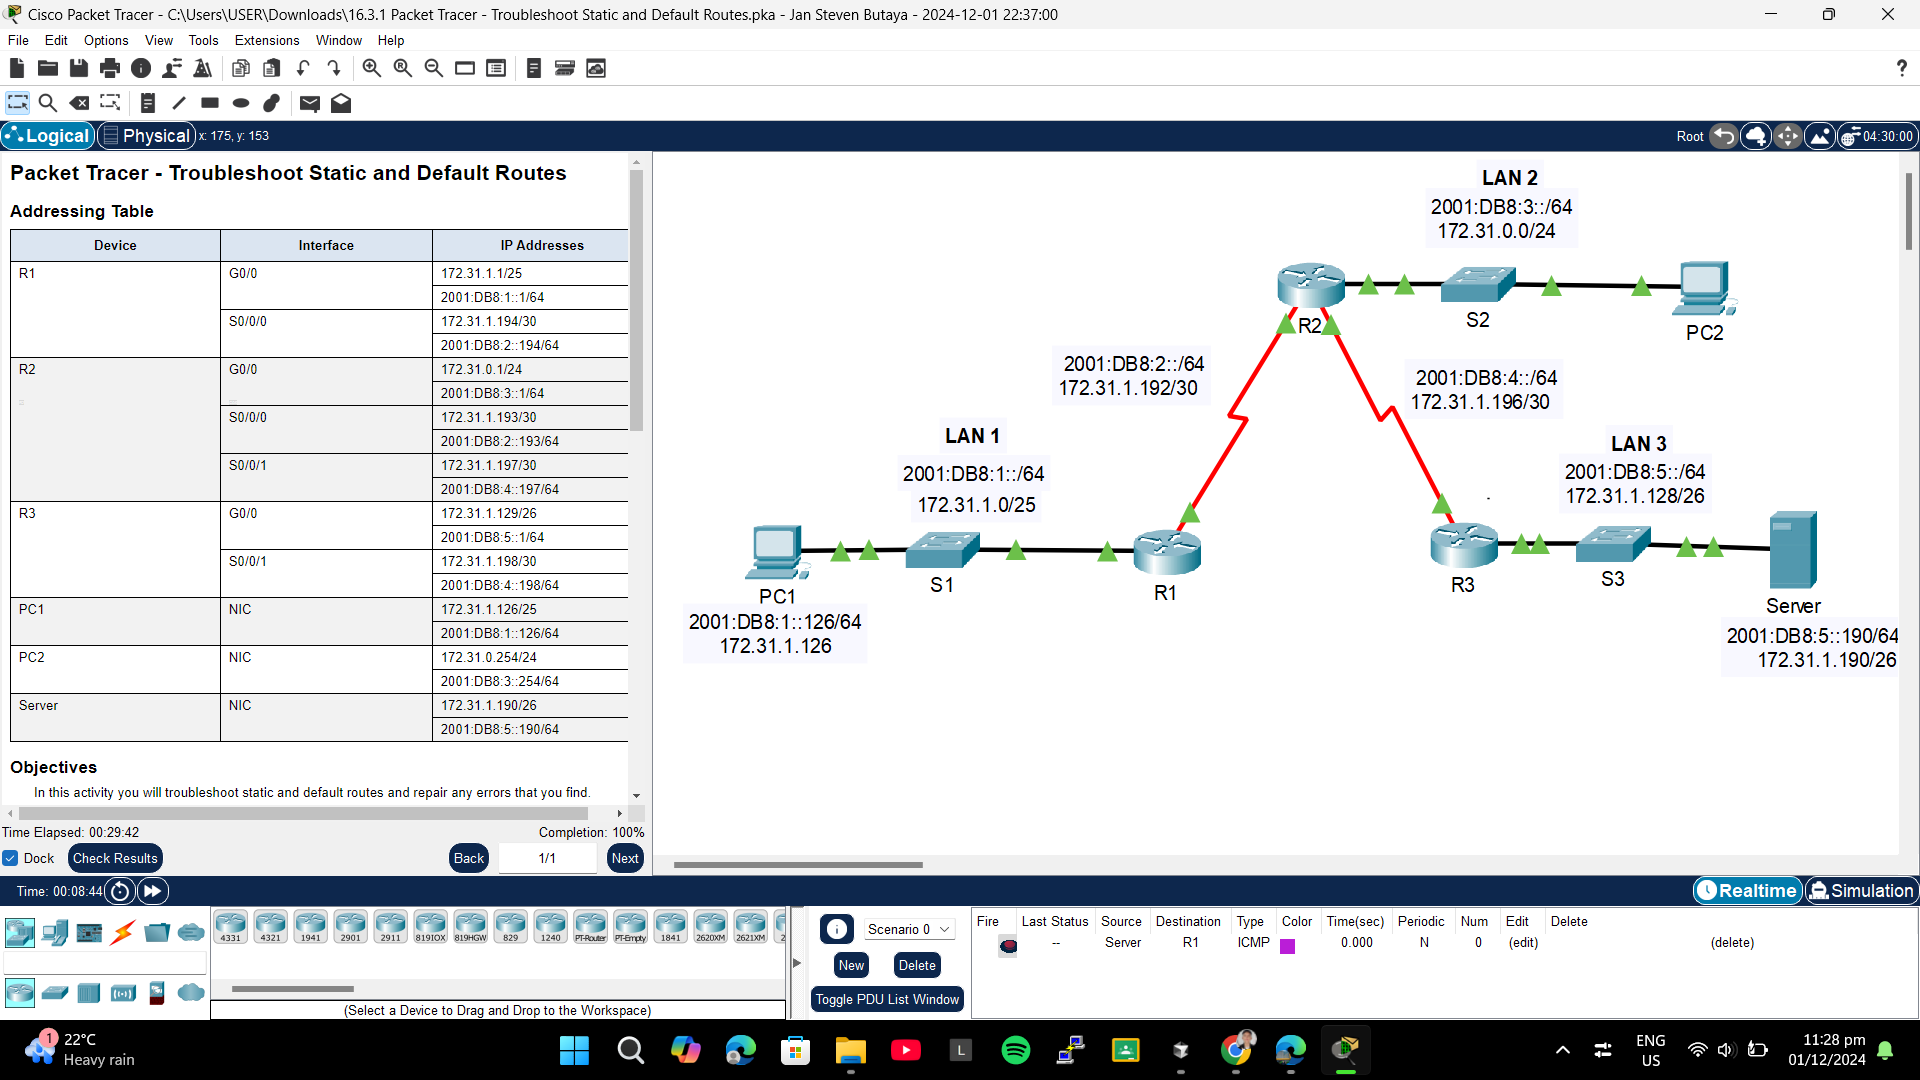 Cisco Packet Tracer - C:\Users\USER\Downloads\16.3.1 Packet Tracer - Troubleshoot Static and Default Routes.pka - Jan Steven Butaya - 2024-12-01 22:37:00
File Edit Options View Tools Extensions Window Help
?
Logical Physical x: 175, y: 153
Root 04:30:00
Packet Tracer - Troubleshoot Static and Default Routes
Addressing Table
Device Interface IP Addresses
R1 G0/0 172.31.1.1/25
2001:DB8:1::1/64
S0/0/0 172.31.1.194/30
2001:DB8:2::194/64
R2 G0/0 172.31.0.1/24
2001:DB8:3::1/64
S0/0/0 172.31.1.193/30
2001:DB8:2::193/64
S0/0/1 172.31.1.197/30
2001:DB8:4::197/64
R3 G0/0 172.31.1.129/26
2001:DB8:5::1/64
S0/0/1 172.31.1.198/30
2001:DB8:4::198/64
PC1 NIC 172.31.1.126/25
2001:DB8:1::126/64
PC2 NIC 172.31.0.254/24
2001:DB8:3::254/64
Server NIC 172.31.1.190/26
2001:DB8:5::190/64
Objectives
In this activity you will troubleshoot static and default routes and repair any errors that you find.
Time Elapsed: 00:29:42 Completion: 100%
Dock Check Results Back 1/1 Next
LAN 2
2001:DB8:3::/64
172.31.0.0/24
R2
S2
PC2
2001:DB8:2::/64
172.31.1.192/30
2001:DB8:4::/64
172.31.1.196/30
LAN 1
2001:DB8:1::/64
172.31.1.0/25
LAN 3
2001:DB8:5::/64
172.31.1.128/26
PC1
2001:DB8:1::126/64
172.31.1.126
S1
R1
R3
S3
Server
2001:DB8:5::190/64
172.31.1.190/26
Time: 00:08:44
Realtime Simulation
4331 4321 1941 2901 2911 819IOX 819HGW 829 1240 PT-Router PT-Empty 1841 2620XM 2621XM 2
(Select a Device to Drag and Drop to the Workspace)
Scenario 0
New Delete
Toggle PDU List Window
Fire Last Status Source Destination Type Color Time(sec) Periodic Num Edit Delete
-- Server R1 ICMP 0.000 N 0 (edit) (delete)
1
22°C
Heavy rain
L
ENG
US
11:28 pm
01/12/2024